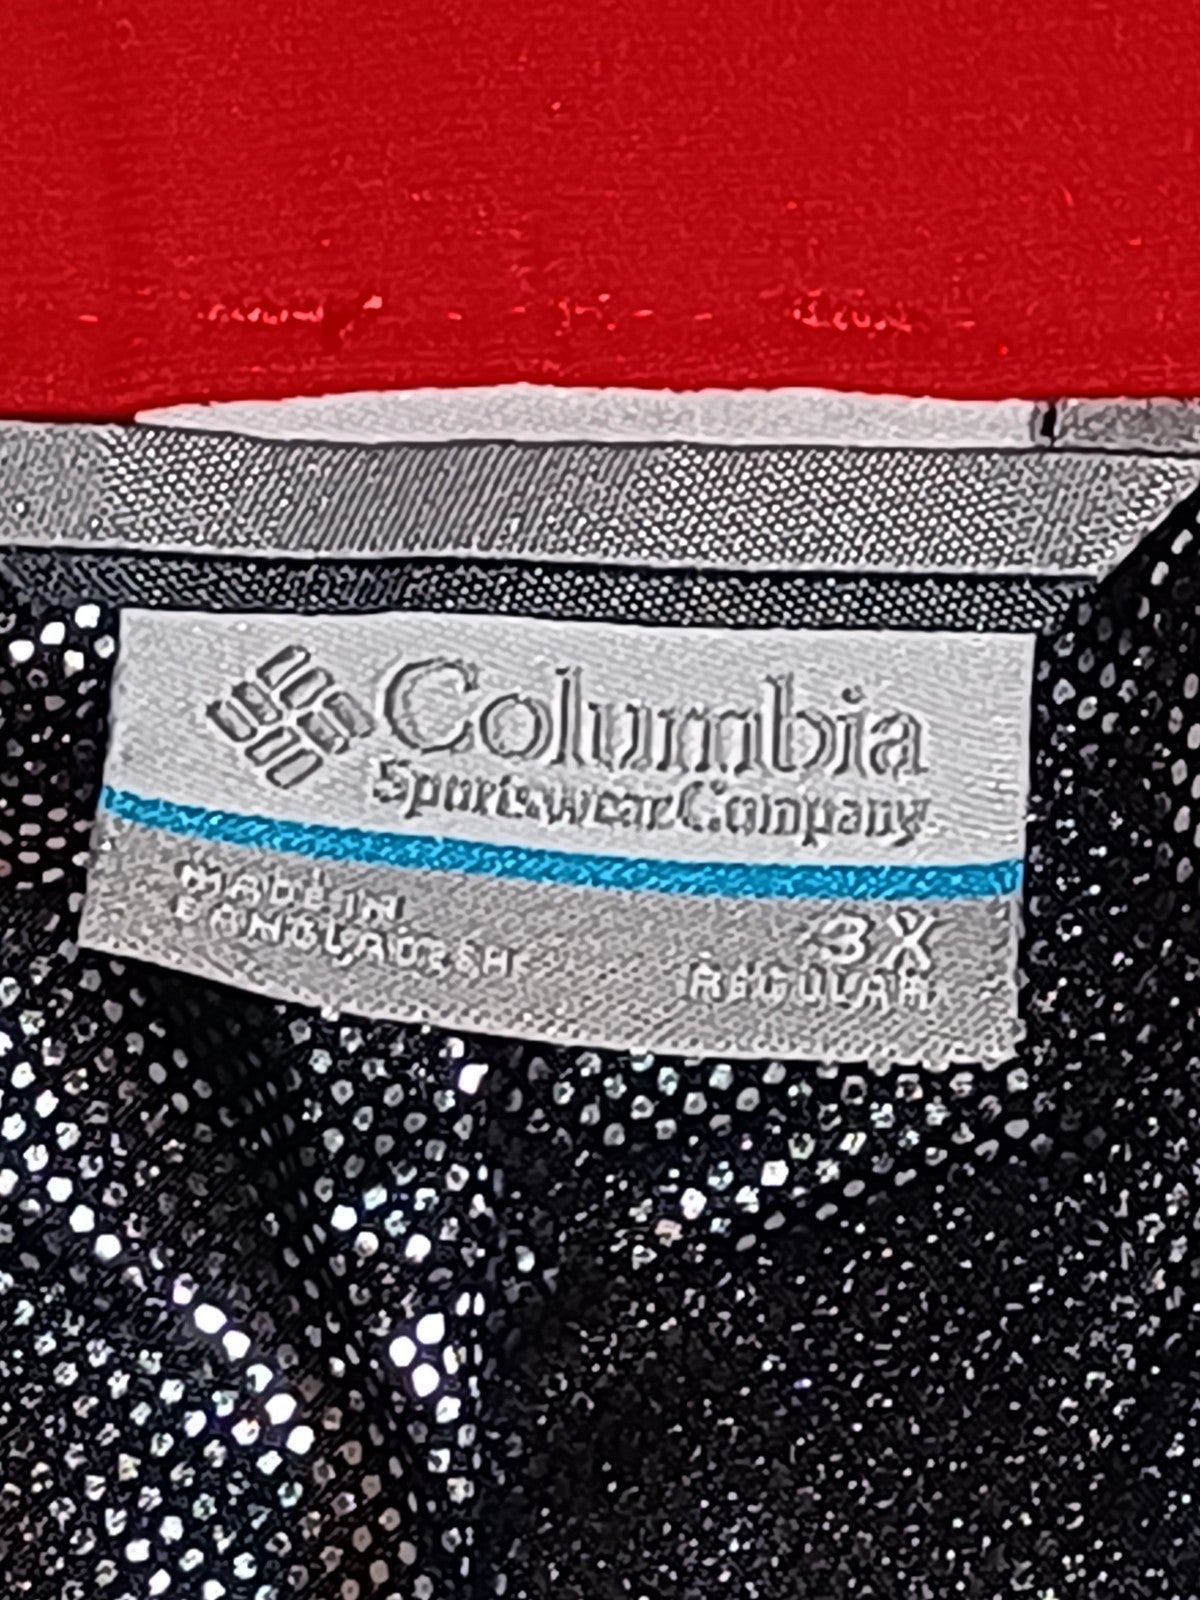 Columbia
Sportswear Company
MADE IN
BANGLADESH
3X
REGULAR